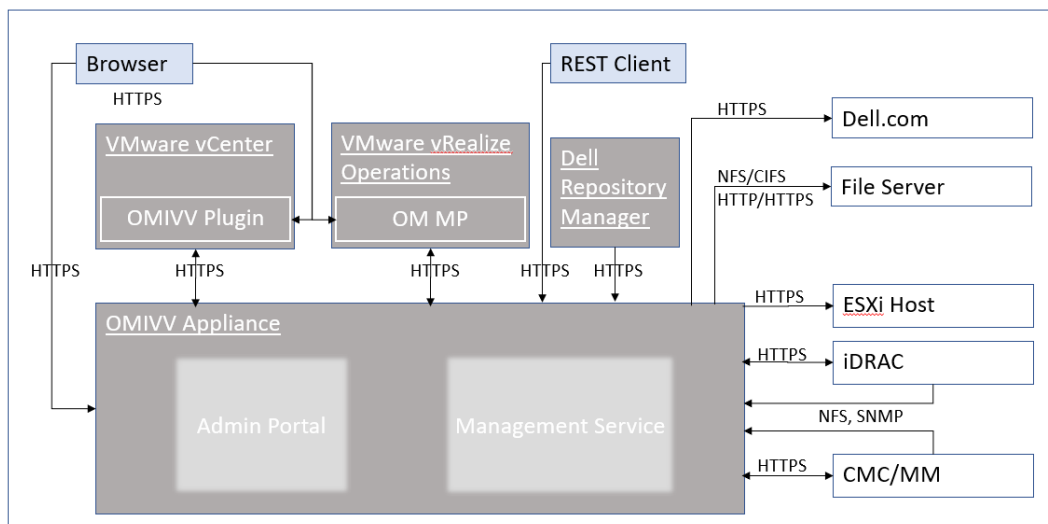 Browser
REST Client
HTTPS
HTTPS
Dell.com
VMware vCenter
VMware vRealize
Operations
Dell
Repository
Manager
NFS/CIFS
HTTP/HTTPS
File Server
OMIVV Plugin
OM MP
HTTPS
HTTPS
HTTPS
HTTPS
HTTPS
HTTPS
ESXi Host
OMIVV Appliance
HTTPS
iDRAC
Admin Portal
Management Service
NFS, SNMP
HTTPS
CMC/MM